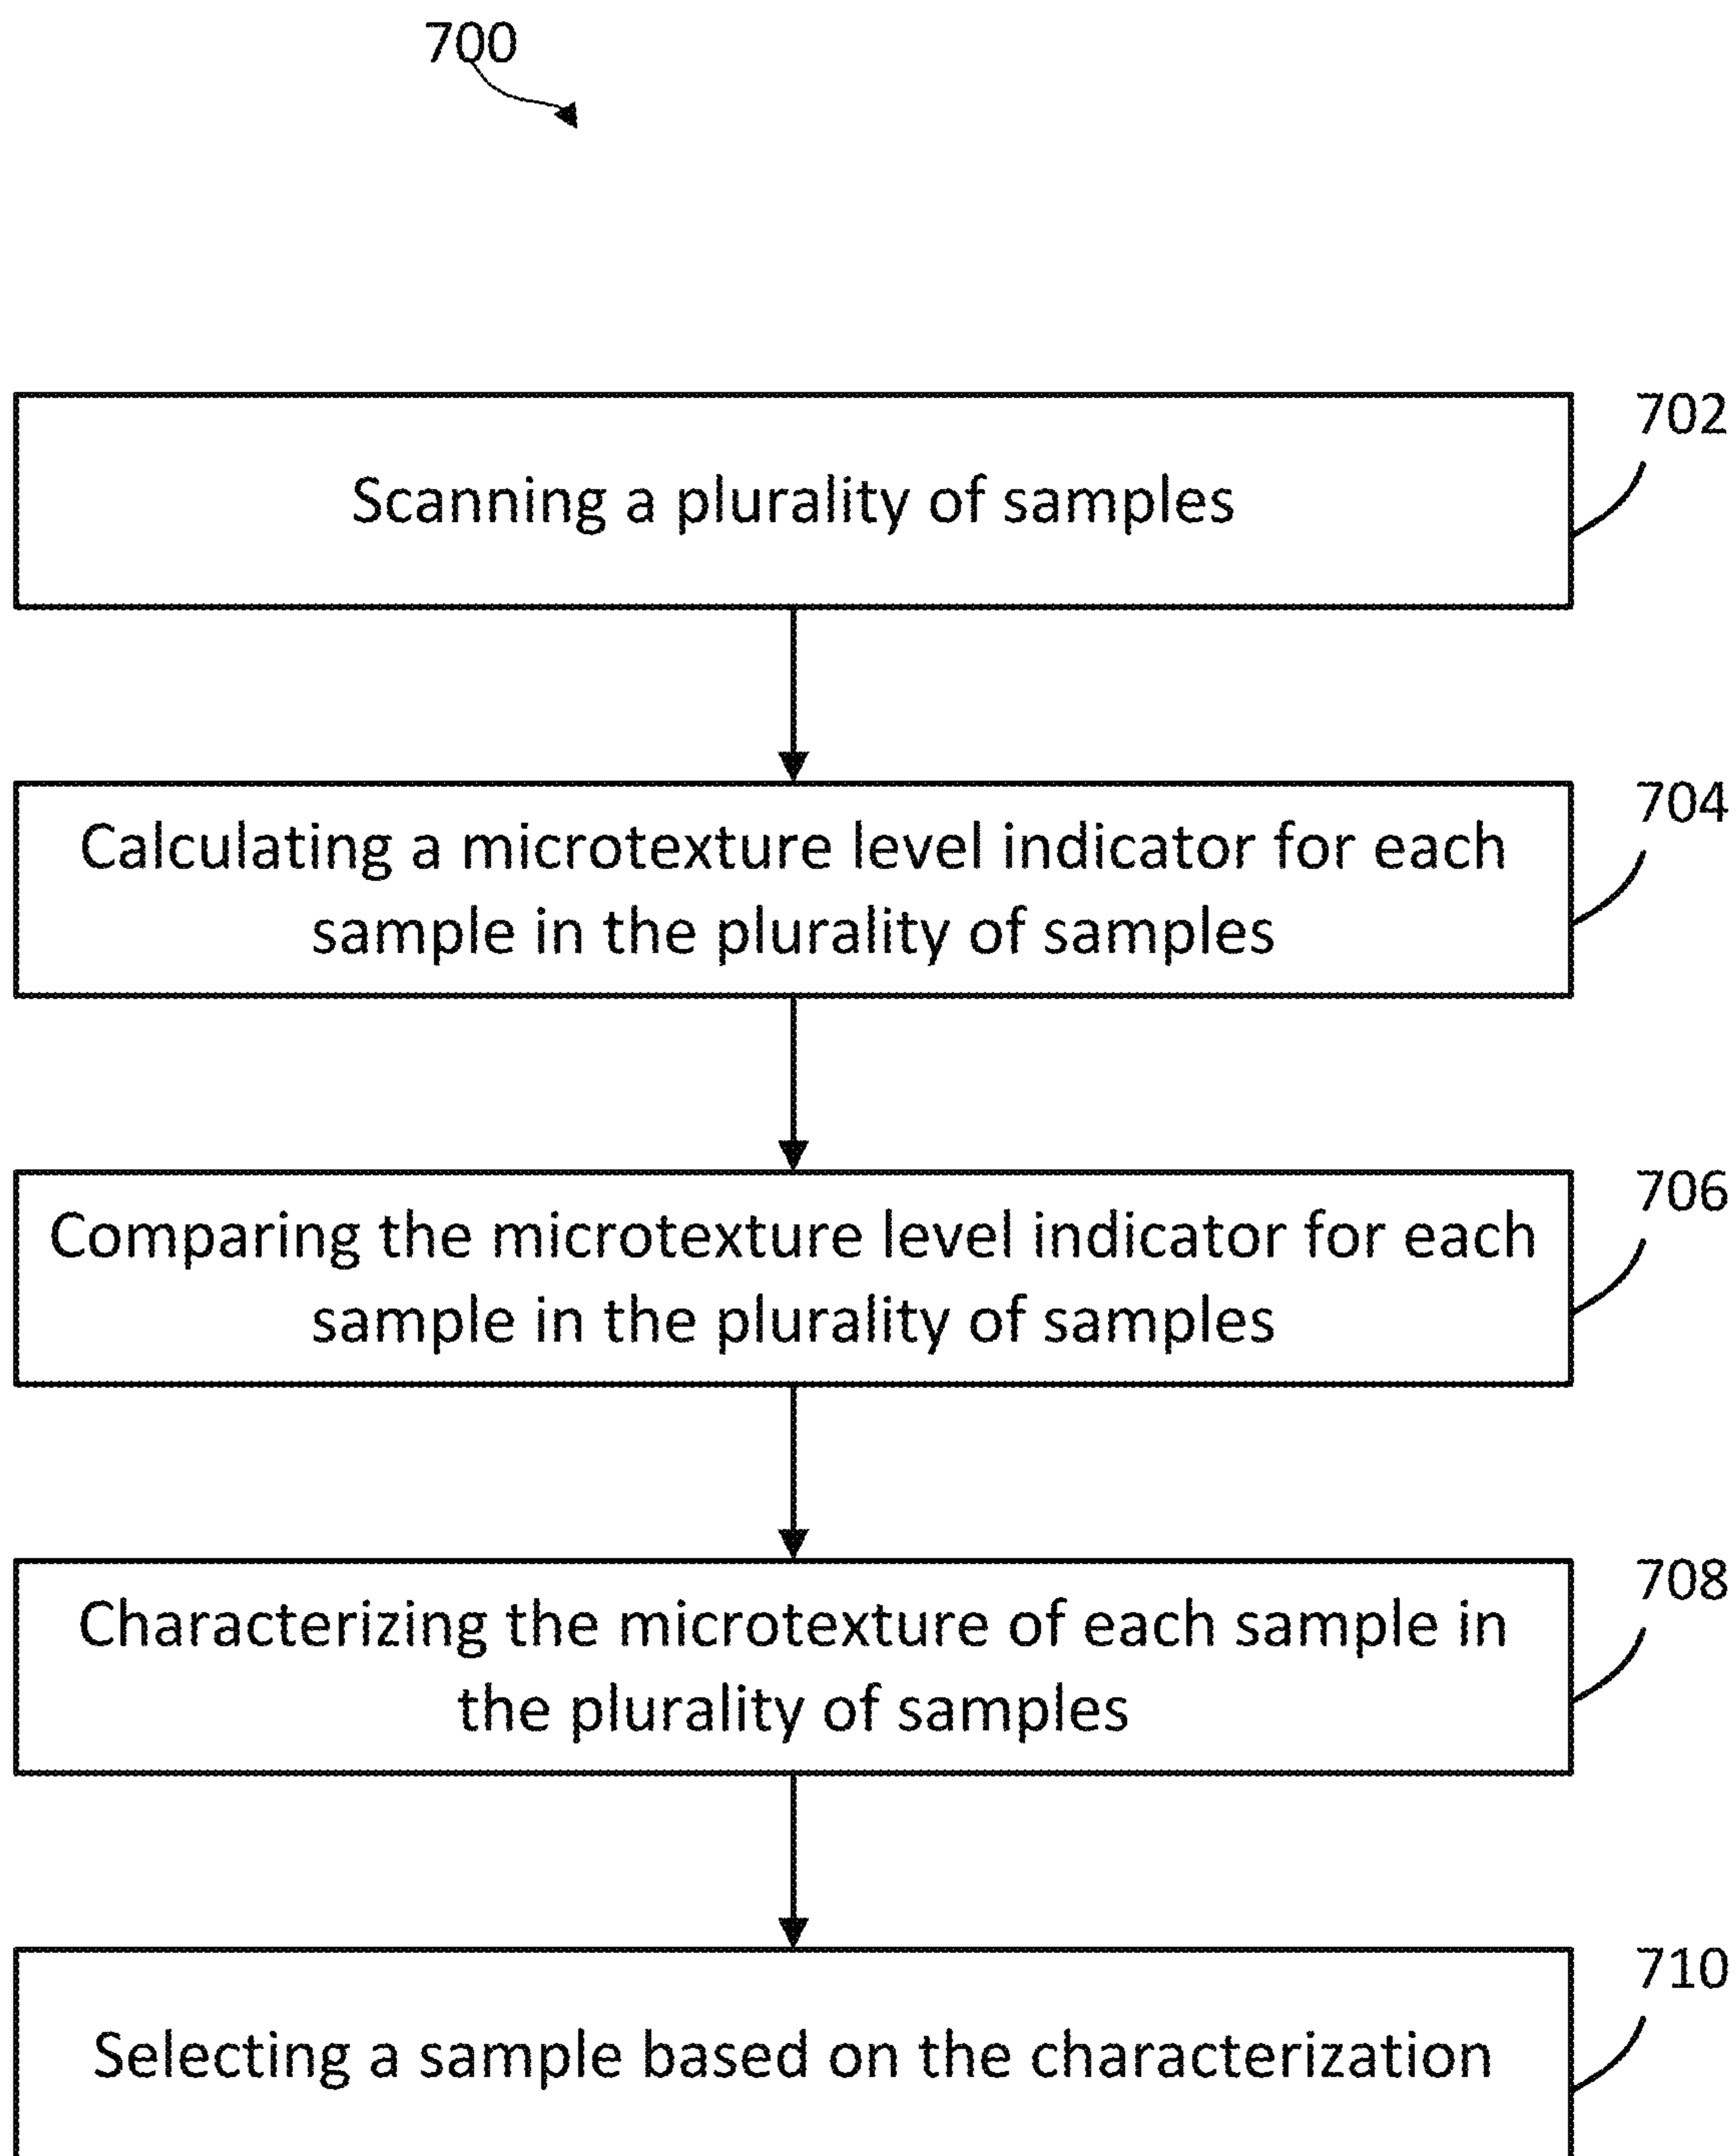 700
702
Scanning a plurality of samples
704
Calculating a microtexture level indicator for each
sample in the plurality of samples
706
Comparing the microtexture level indicator for each
sample in the plurality of samples
708
Characterizing the microtexture of each sample in
the plurality of samples
710
Selecting a sample based on the characterization